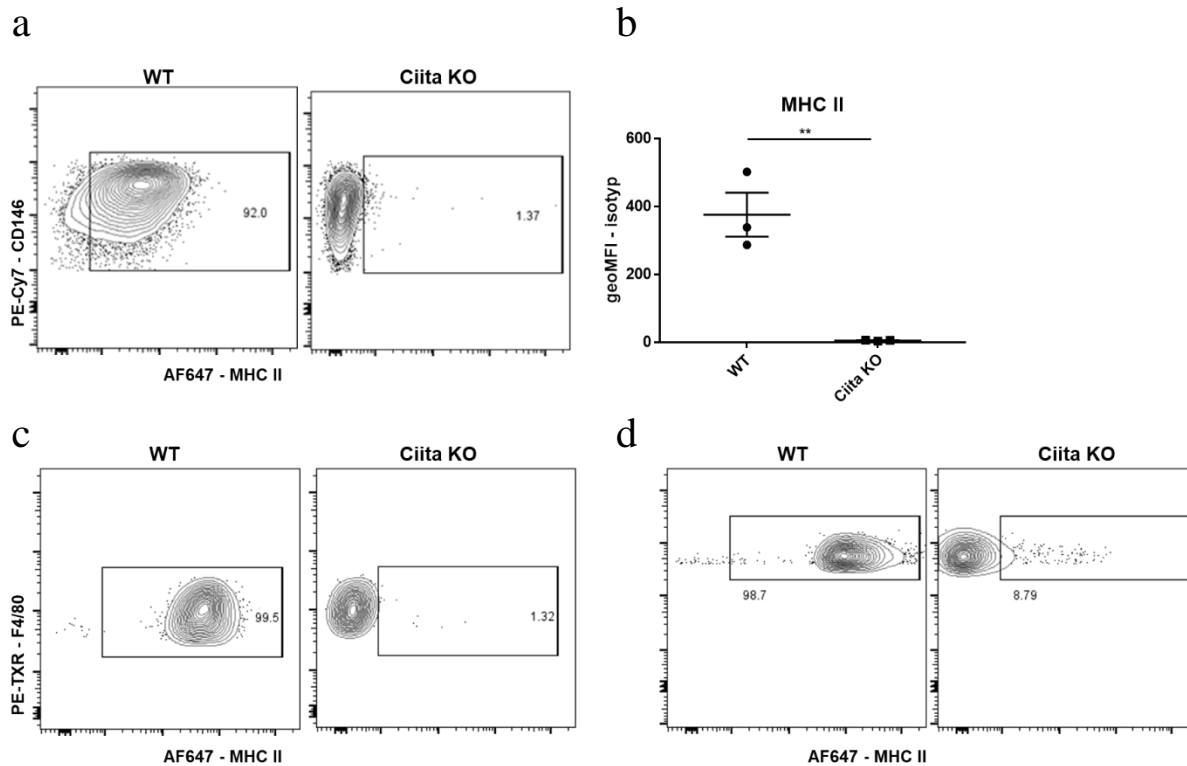 a
WT
Ciita KO
PE-Cy7 - CD146
92.0
1.37
AF647 - MHC II
b
MHC II
**
geoMFI - isotyp
600
400
200
0
WT
Ciita KO
c
WT
Ciita KO
PE-TXR - F4/80
99.5
1.32
AF647 - MHC II
d
WT
Ciita KO
98.7
8.79
AF647 - MHC II